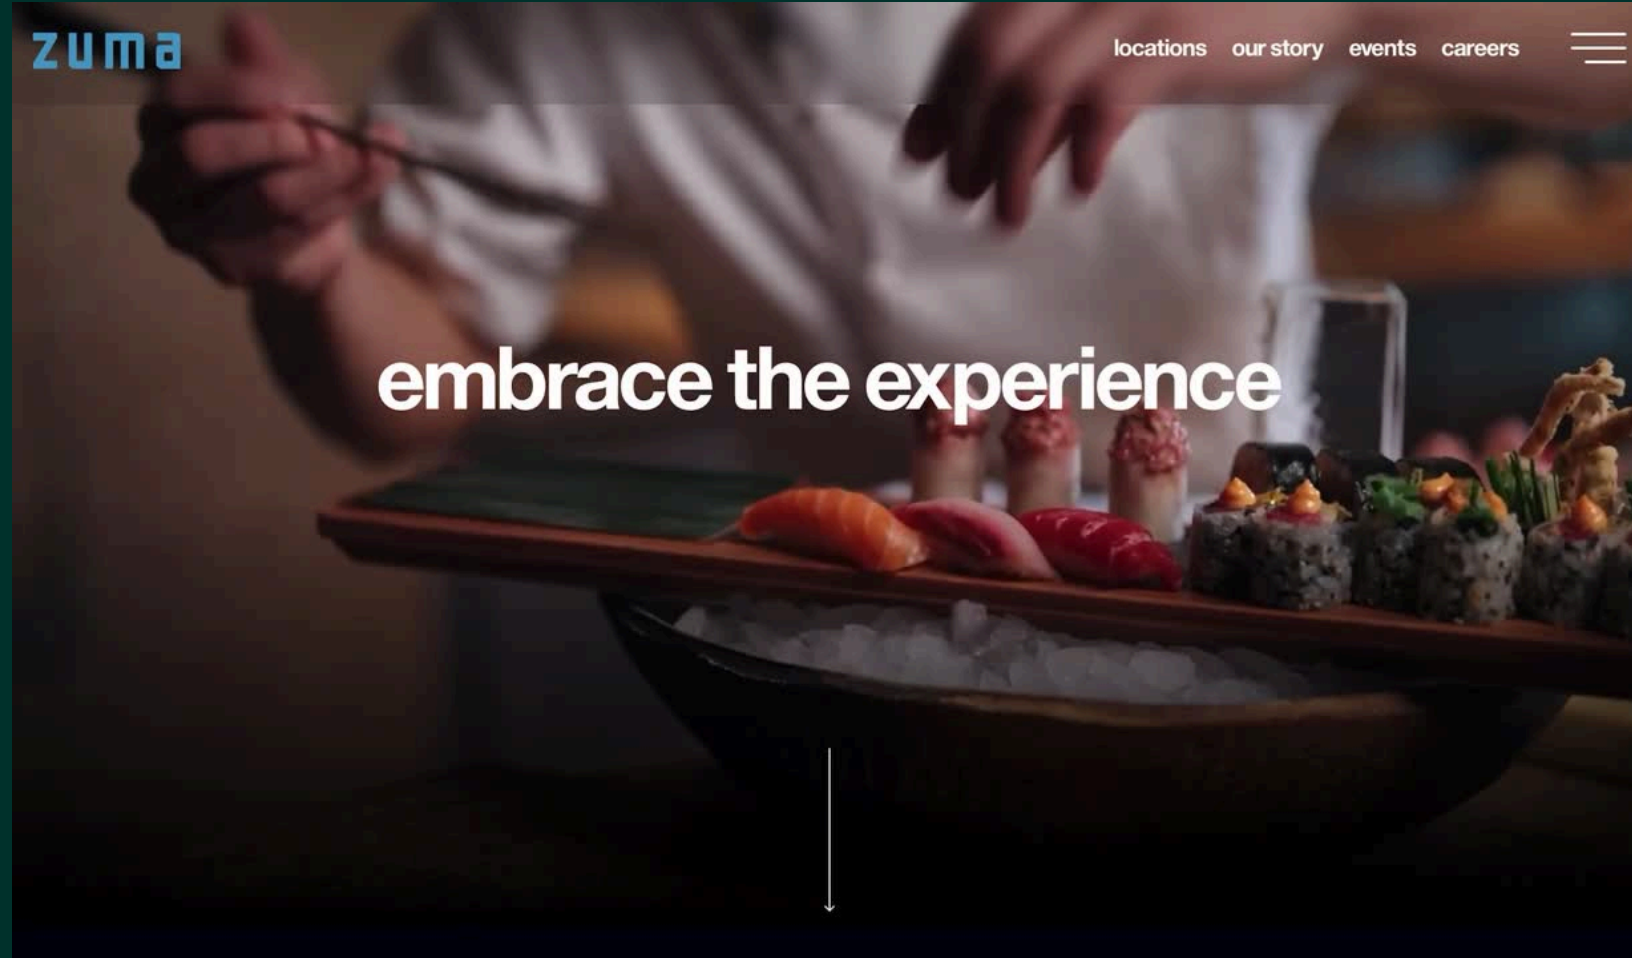 zuma
locations our story events careers
embrace the experience